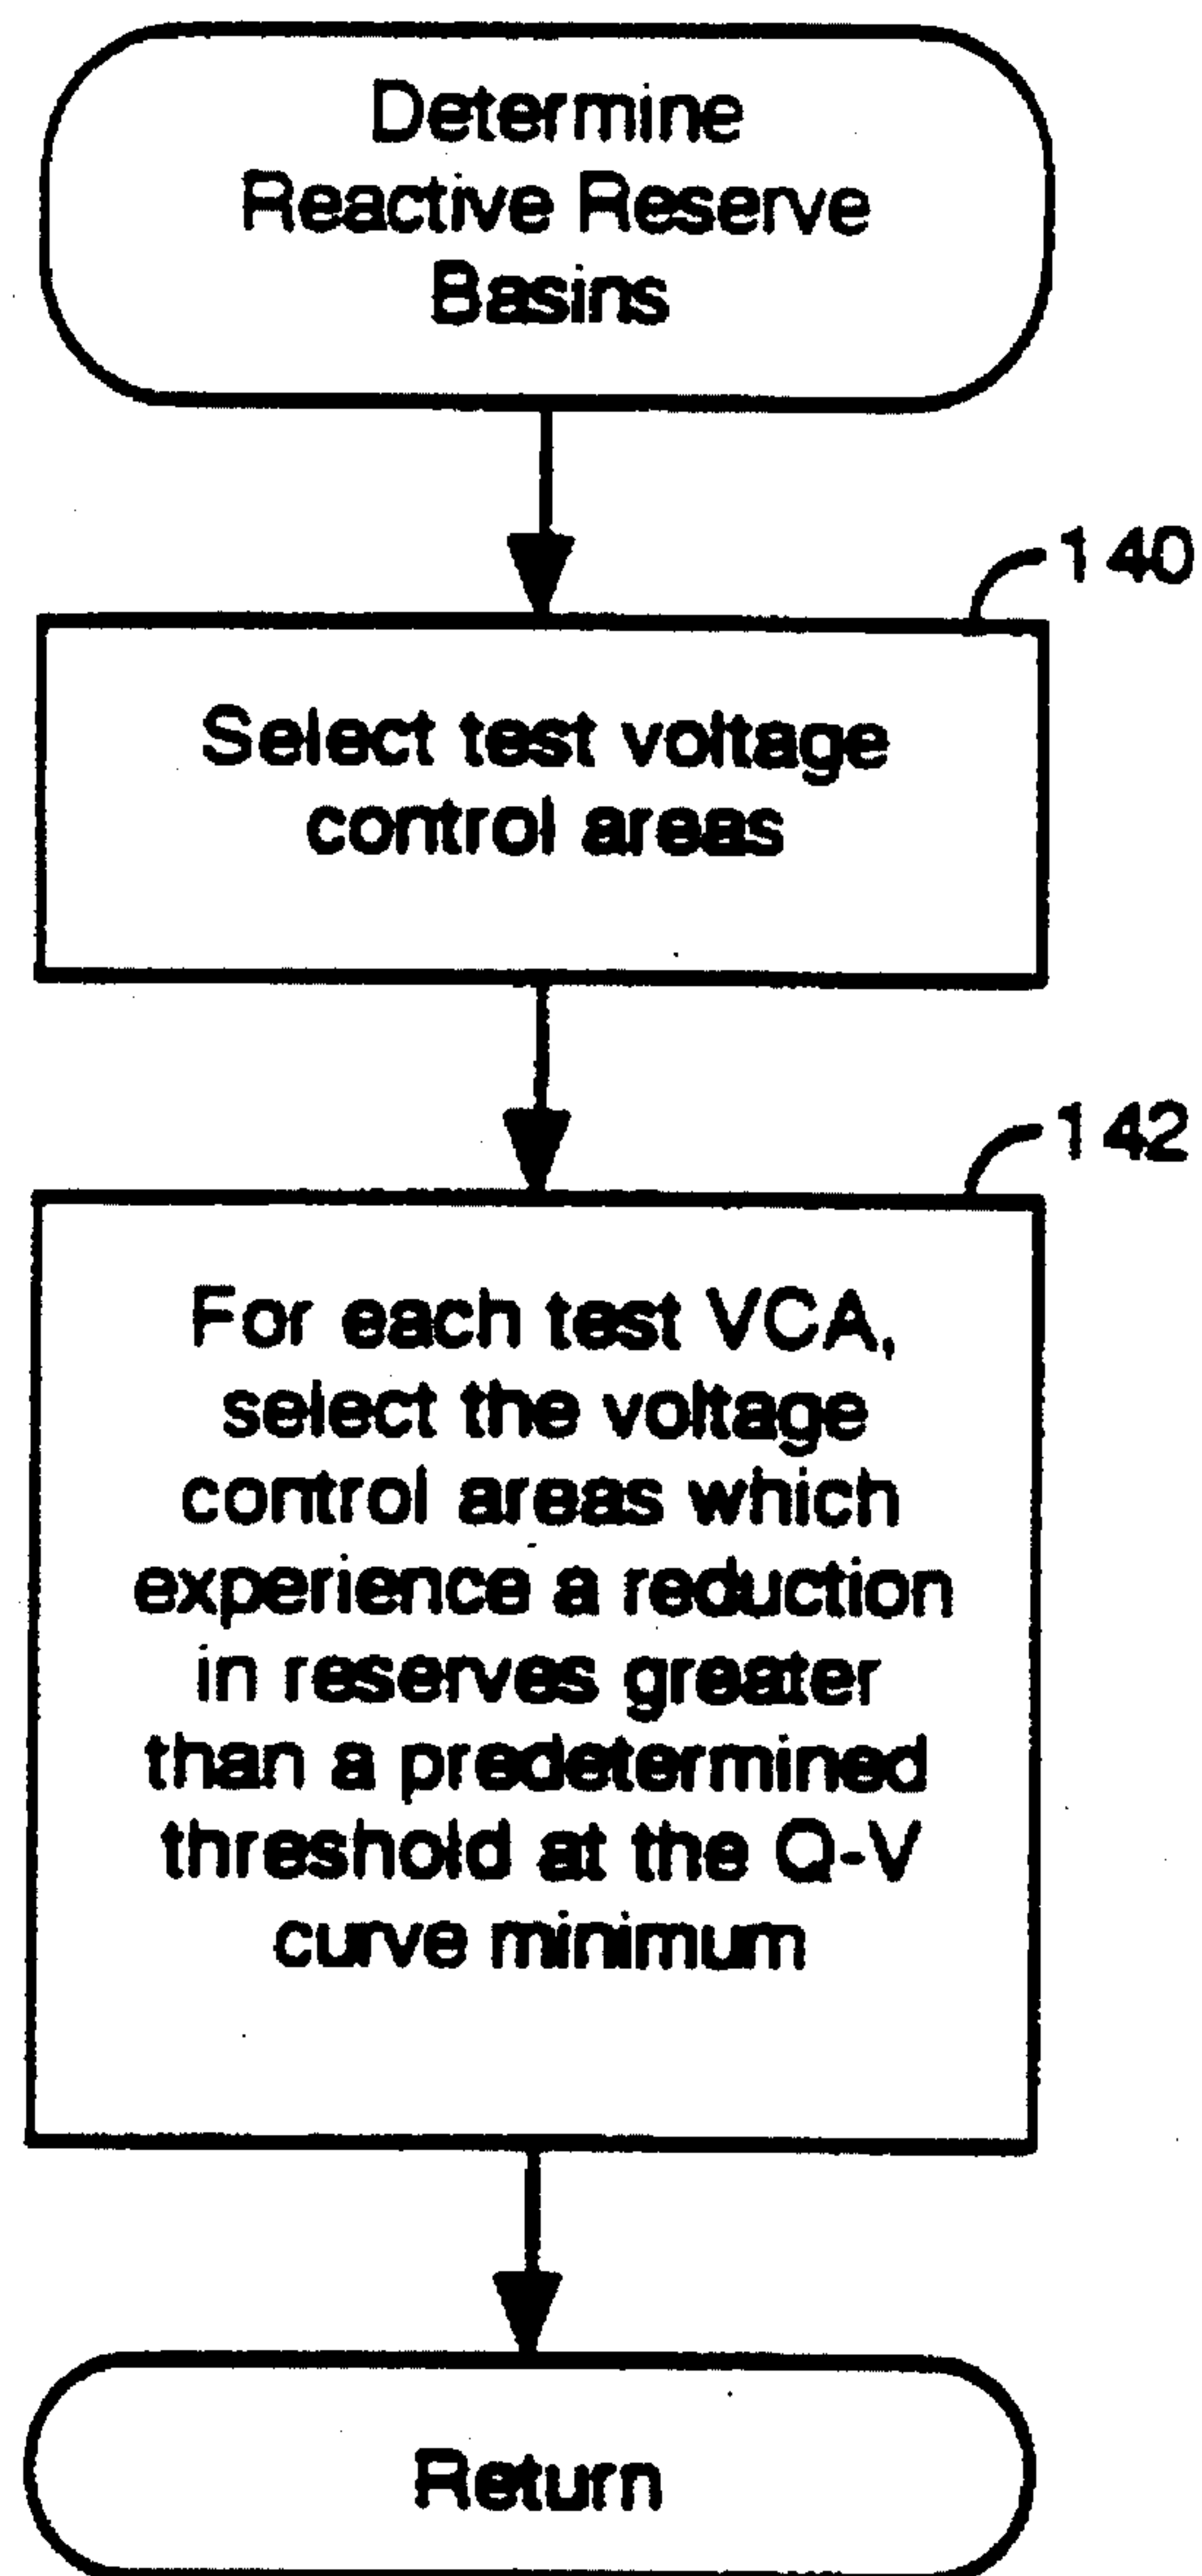 Determine
Reactive Reserve
Basins
140
Select test voltage
control areas
142
For each test VCA,
select the voltage
control areas which
experience a reduction
in reserves greater
than a predetermined
threshold at the Q-V
curve minimum
Return